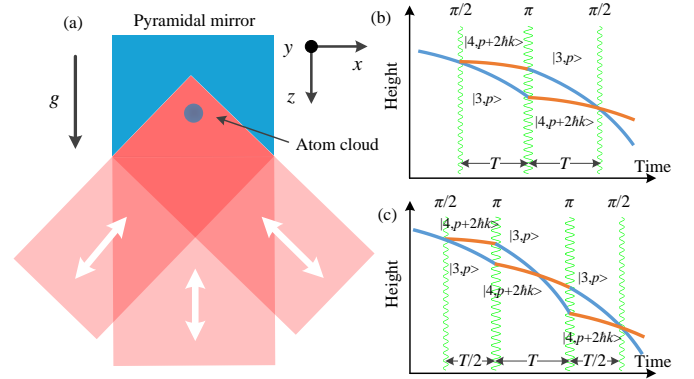 (a)
Pyramidal mirror
g
y
x
z
Atom cloud
(b)
π/2
π
π/2
|4,p+2ℏk>
|3,p>
|3,p>
|4,p+2ℏk>
Height
T
T
Time
(c)
π/2
π
π
π/2
|4,p+2ℏk>
|3,p>
|3,p>
|3,p>
|4,p+2ℏk>
|4,p+2ℏk>
Height
T/2
T
T/2
Time